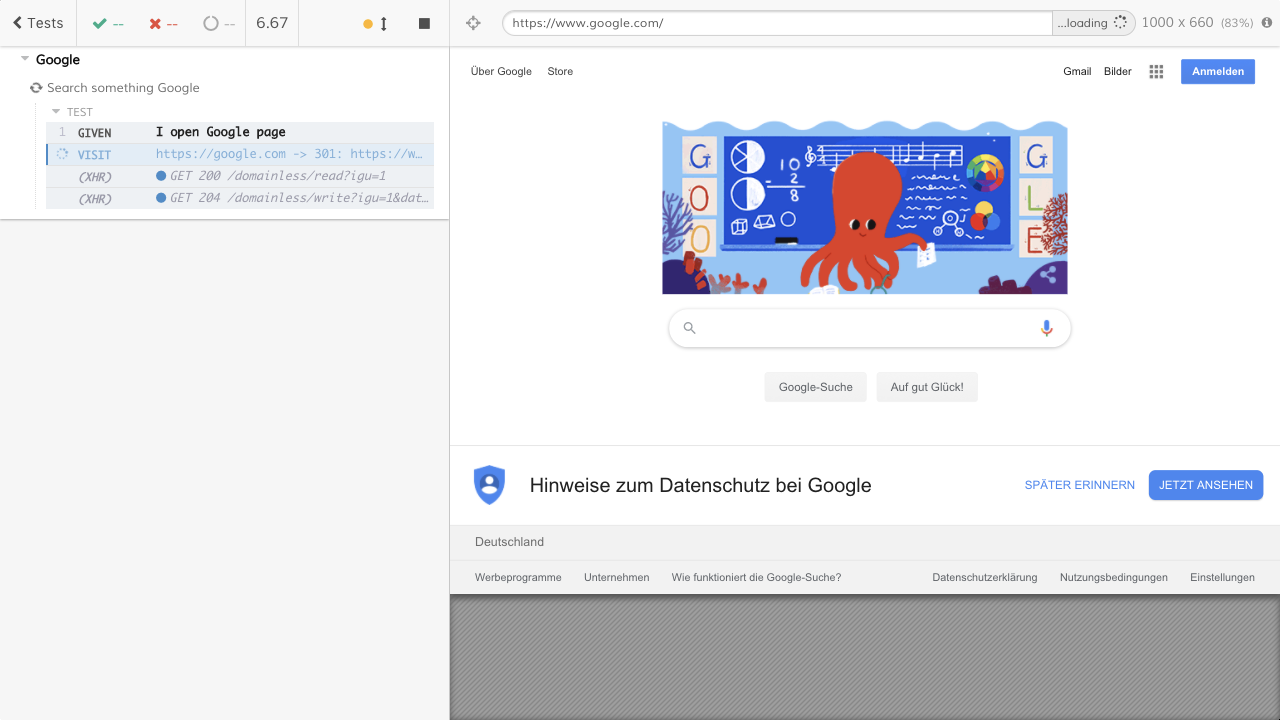 Tests -- -- -- 6.67
https://www.google.com/ ...loading 1000 x 660 (83%)
Google
Search something Google
TEST
1 GIVEN I open Google page
VISIT https://google.com -> 301: https://w…
(XHR) GET 200 /domainless/read?igu=1
(XHR) GET 204 /domainless/write?igu=1&dat…
Über Google Store Gmail Bilder Anmelden
G O O G L E
10
- 2
8
Google-Suche Auf gut Glück!
Hinweise zum Datenschutz bei Google SPÄTER ERINNERN JETZT ANSEHEN
Deutschland
Werbeprogramme Unternehmen Wie funktioniert die Google-Suche? Datenschutzerklärung Nutzungsbedingungen Einstellungen